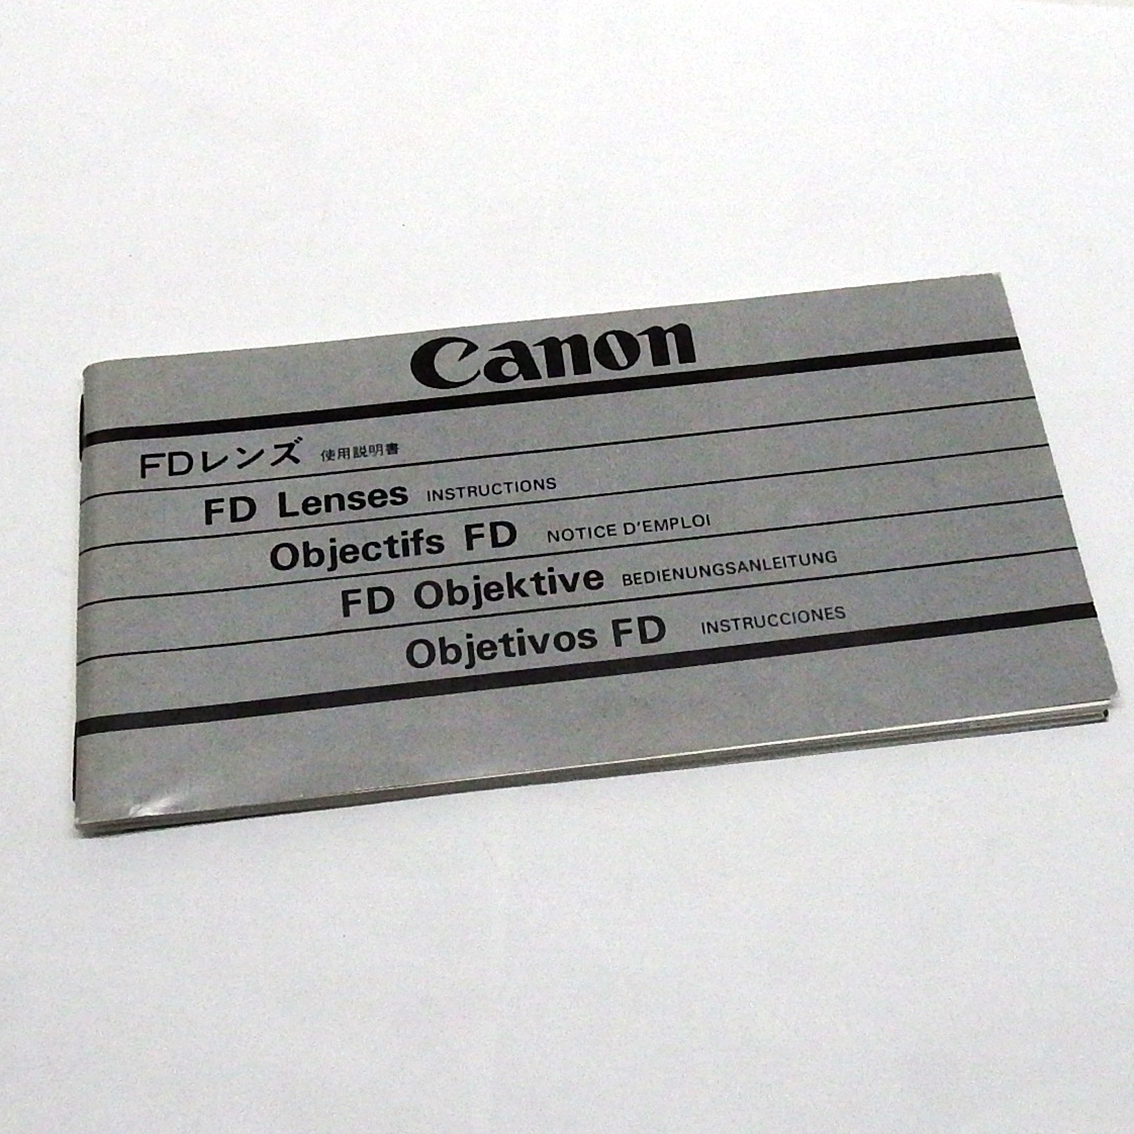 Canon
FDレンズ 使用説明書
FD Lenses INSTRUCTIONS
Objectifs FD NOTICE D'EMPLOI
FD Objektive BEDIENUNGSANLEITUNG
Objetivos FD INSTRUCCIONES